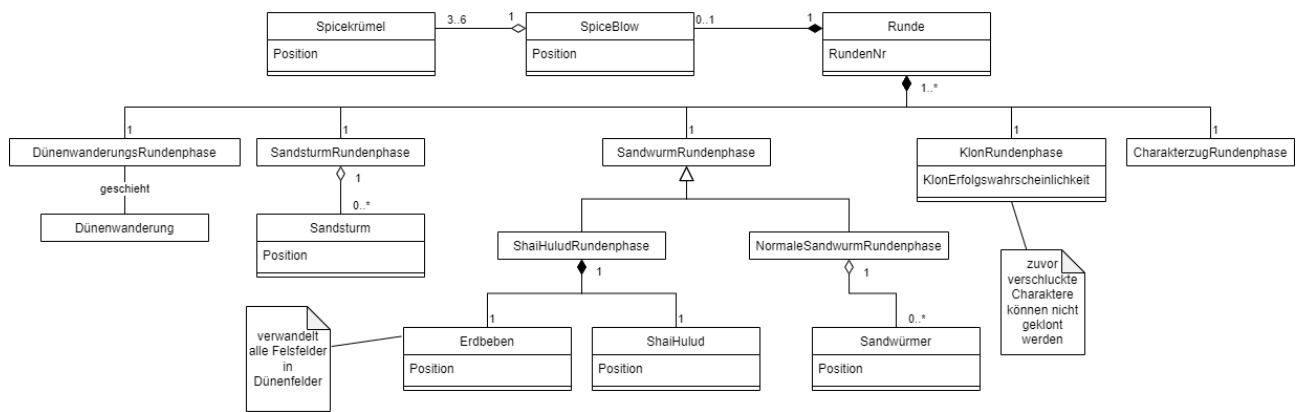 Spicekrümel
Position
3..6
1
SpiceBlow
Position
0..1
1
Runde
RundenNr
1..*
1
1
1
1
1
DünenwanderungsRundenphase
SandsturmRundenphase
SandwurmRundenphase
KlonRundenphase
KlonErfolgswahrscheinlichkeit
CharakterzugRundenphase
geschieht
1
0..*
Dünenwanderung
Sandsturm
Position
ShaiHuludRundenphase
NormaleSandwurmRundenphase
1
1
zuvor
verschluckte
Charaktere
können nicht
geklont
werden
1
1
0..*
verwandelt
alle Felsfelder
in
Dünenfelder
Erdbeben
Position
ShaiHulud
Position
Sandwürmer
Position